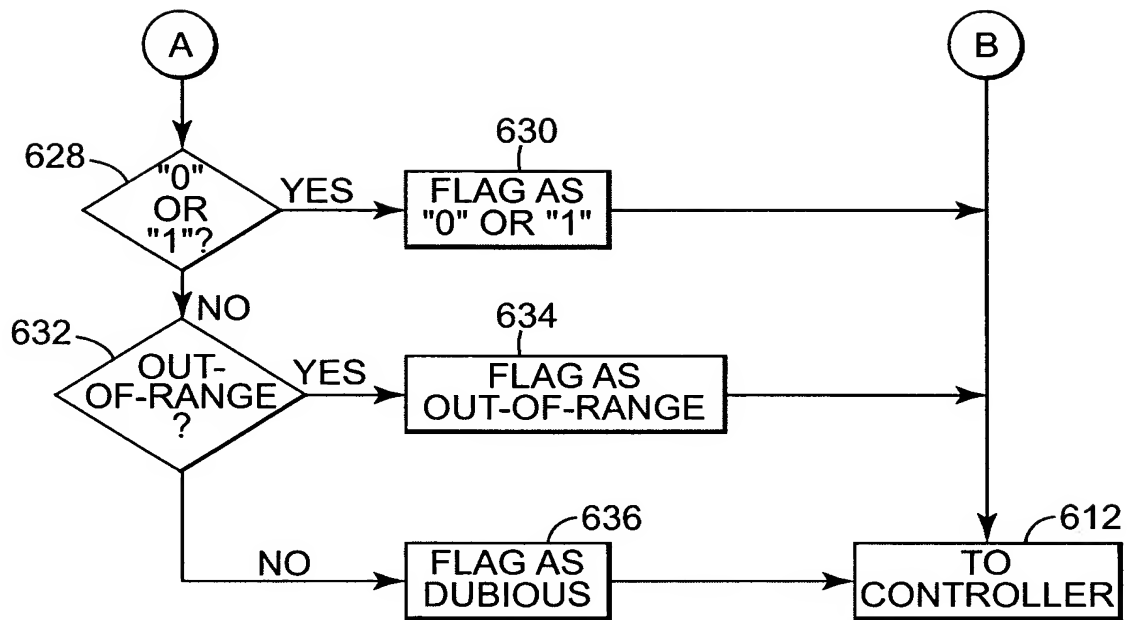 A
B
628
"0"
OR
"1"?
YES
630
FLAG AS
"0" OR "1"
NO
632
OUT-
OF-RANGE
?
YES
634
FLAG AS
OUT-OF-RANGE
NO
636
FLAG AS
DUBIOUS
612
TO
CONTROLLER